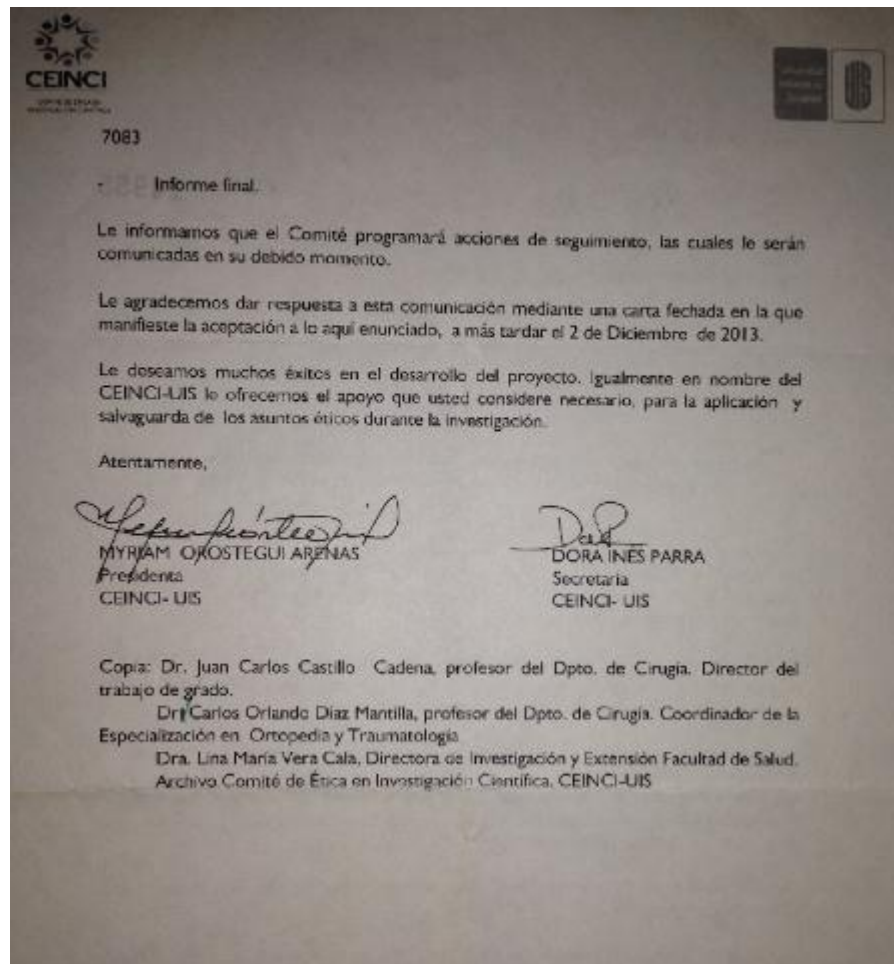 CEINCI
7083
- Informe final.
Le informamos que el Comité programará acciones de seguimiento, las cuales le serán
comunicadas en su debido momento.
Le agradecemos dar respuesta a esta comunicación mediante una carta fechada en la que
manifieste la aceptación a lo aquí enunciado, a más tardar el 2 de Diciembre de 2013.
Le deseamos muchos éxitos en el desarrollo del proyecto. Igualmente en nombre del
CEINCI-UIS le ofrecemos el apoyo que usted considere necesario, para la aplicación y
salvaguarda de los asuntos éticos durante la investigación.
Atentamente,
MYRIAM OROSTEGUI ARENAS
Presidenta
CEINCI- UIS
DORA INÉS PARRA
Secretaria
CEINCI- UIS
Copia: Dr. Juan Carlos Castillo Cadena, profesor del Dpto. de Cirugía. Director del
trabajo de grado.
Dr. Carlos Orlando Díaz Mantilla, profesor del Dpto. de Cirugía. Coordinador de la
Especialización en Ortopedia y Traumatología
Dra. Lina María Vera Cala, Directora de Investigación y Extensión Facultad de Salud.
Archivo Comité de Ética en Investigación Científica, CEINCI-UIS